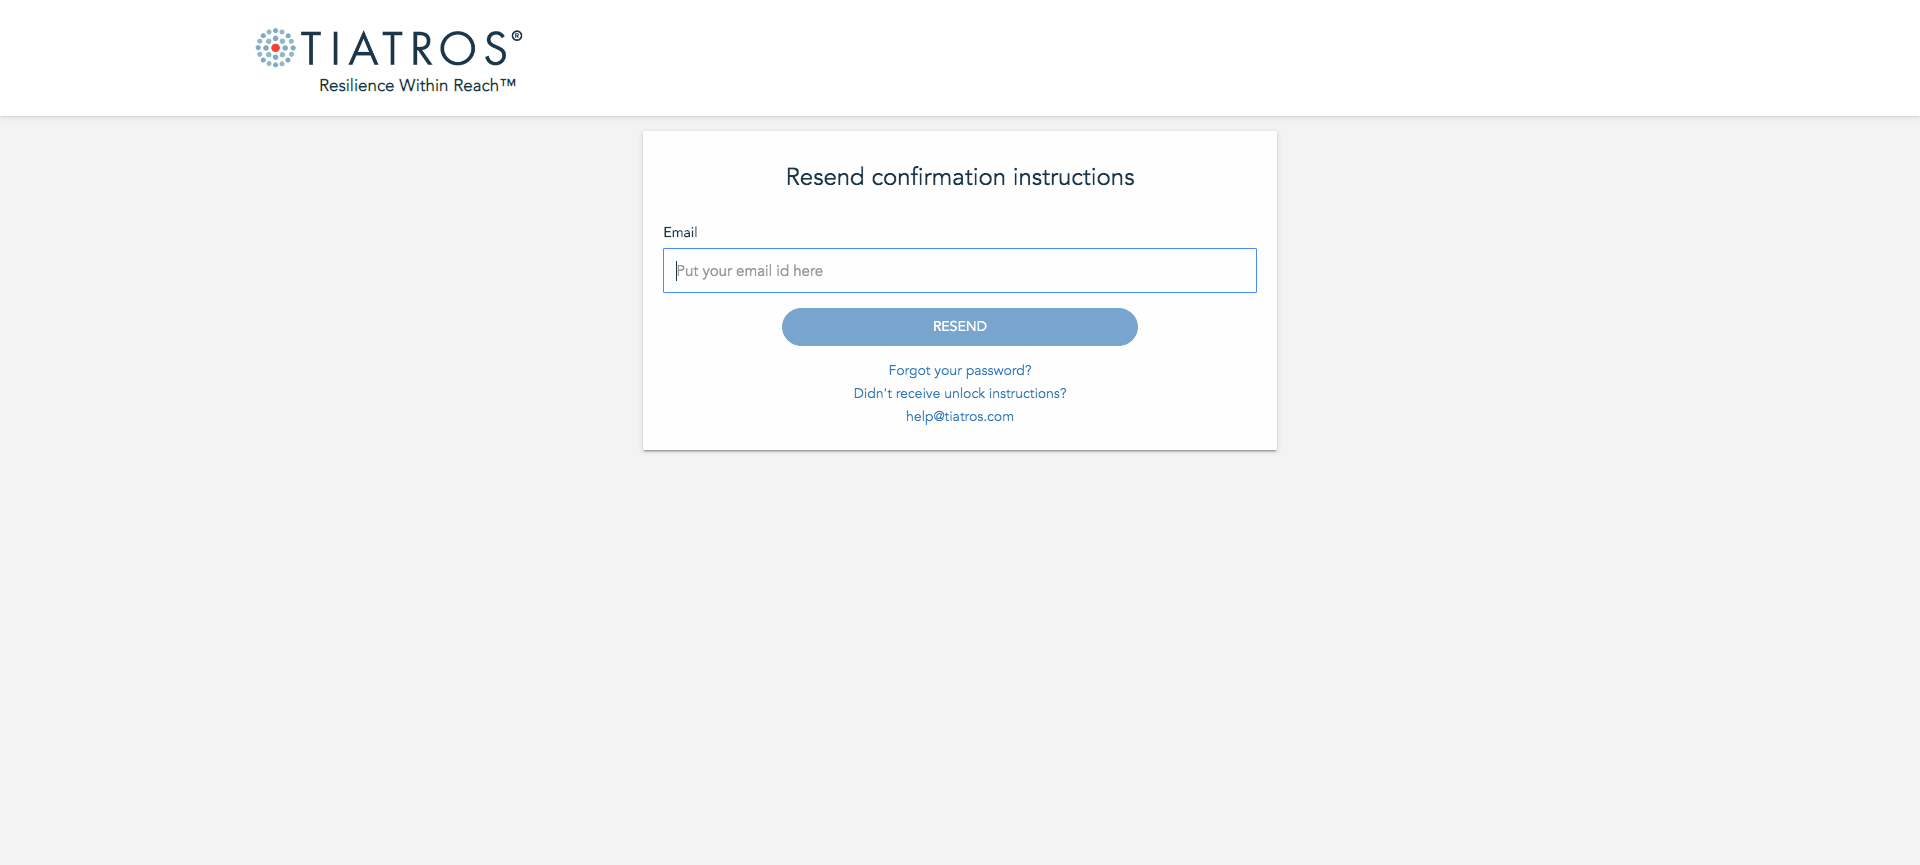 TIATROS®
Resilience Within Reach™
Resend confirmation instructions
Email
Put your email id here
RESEND
Forgot your password?
Didn't receive unlock instructions?
help@tiatros.com